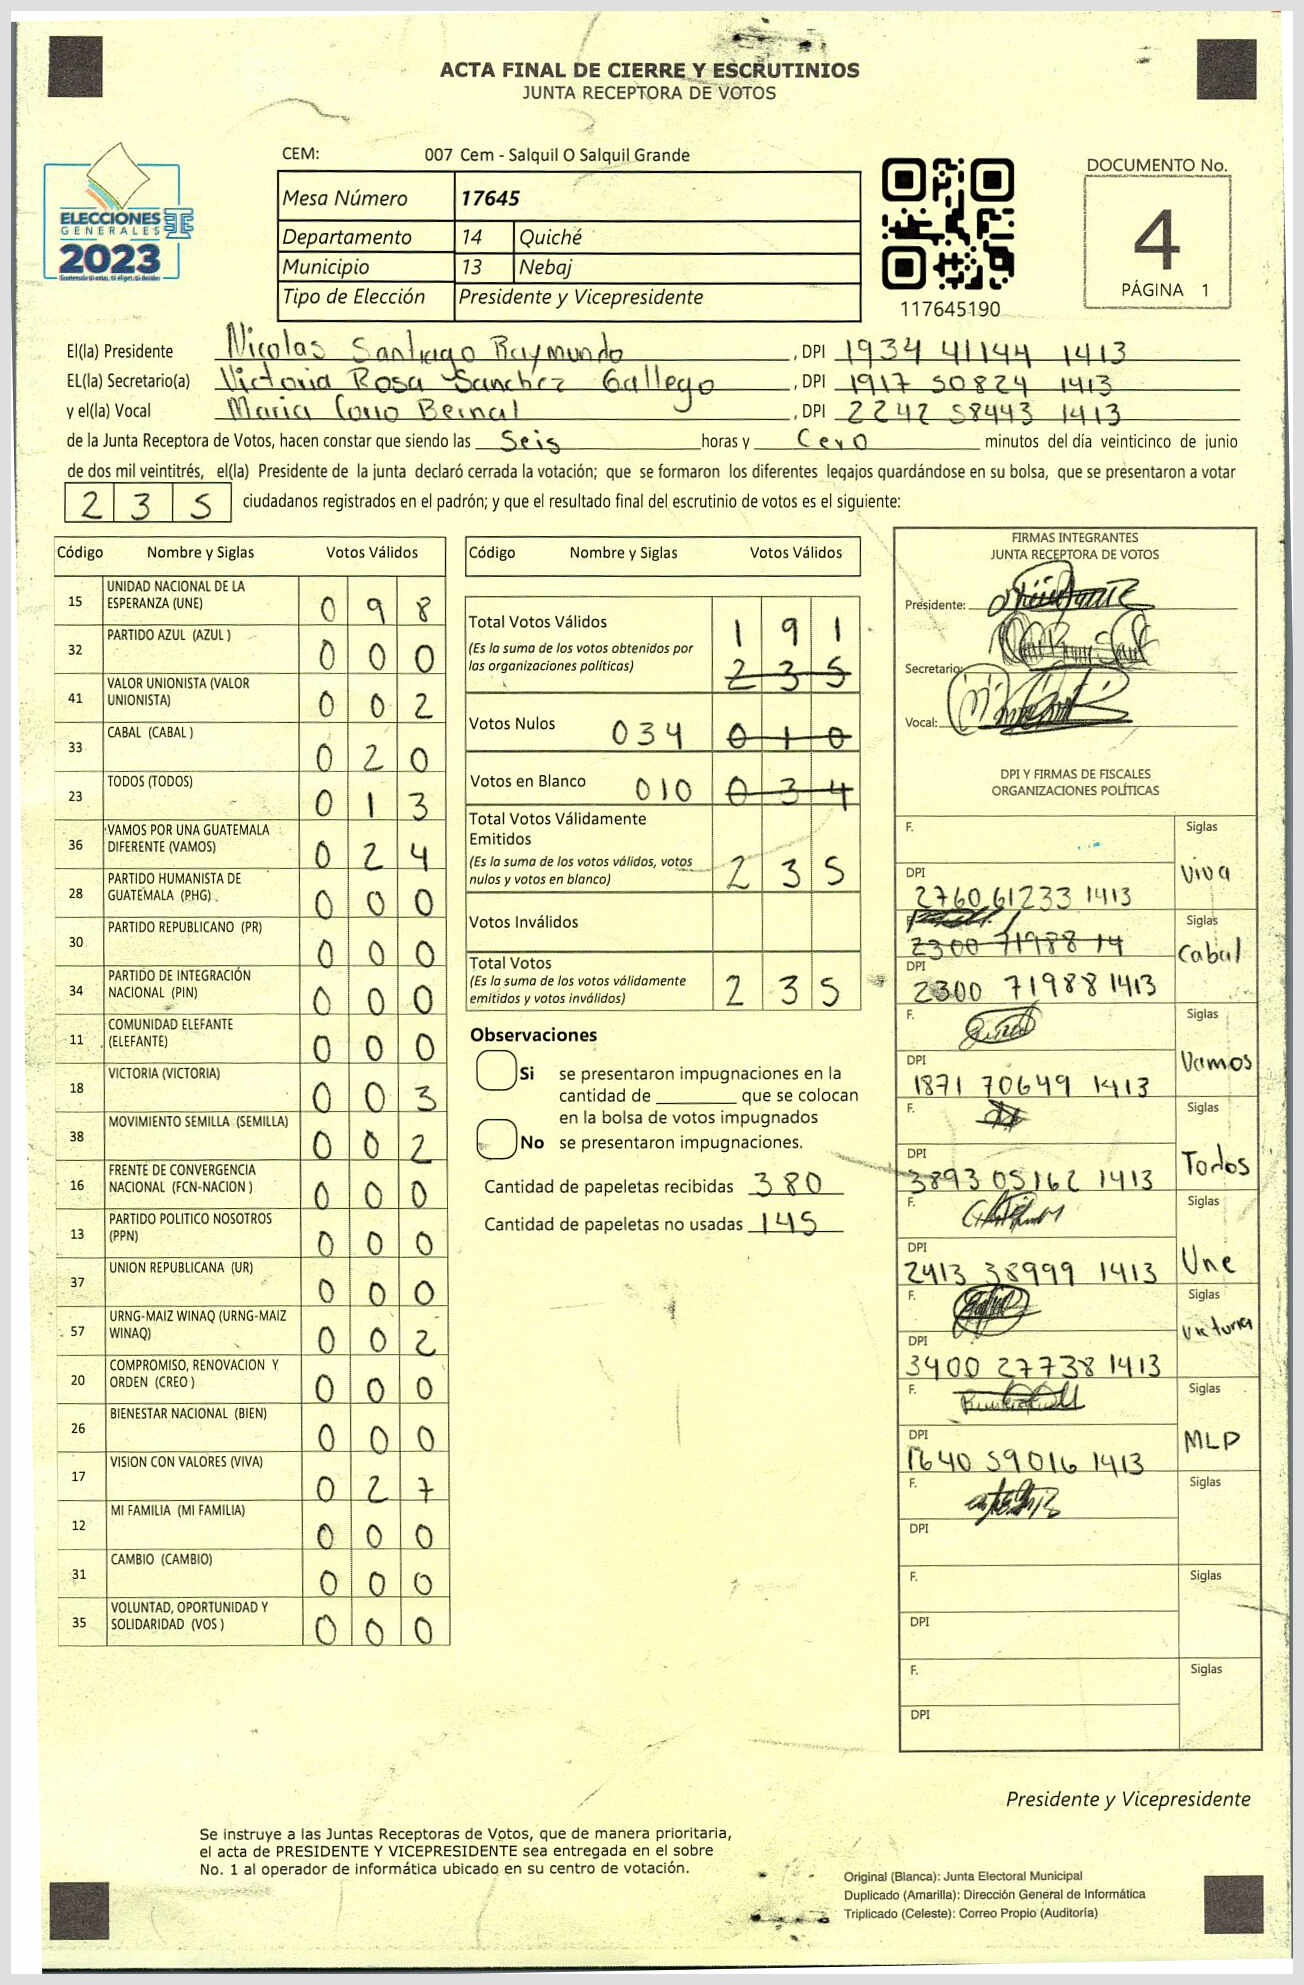 ACTA FINAL DE CIERRE Y ESCRUTINIOS
JUNTA RECEPTORA DE VOTOS
ELECCIONES
GENERALES
2023
CEM: 007 Cem - Salquil O Salquil Grande
Mesa Número 17645
Departamento 14 Quiché
Municipio 13 Nebaj
Tipo de Elección Presidente y Vicepresidente
117645190
DOCUMENTO No.
4
PÁGINA 1
El(la) Presidente Nicolas Santiago Raymundo, DPI 1934 41144 1413
EL(la) Secretario(a) Victoria Rosa Sanchez Gallego, DPI 1917 50824 1413
y el(la) Vocal Maria Bernal, DPI 2242 58443 1413
de la Junta Receptora de Votos, hacen constar que siendo las Seis horas y Cero minutos del día veinticinco de junio
de dos mil veintitrés, el(la) Presidente de la junta declaró cerrada la votación; que se formaron los diferentes legajos quardándose en su bolsa, que se presentaron a votar
2 3 5 ciudadanos registrados en el padrón; y que el resultado final del escrutinio de votos es el siguiente:
Código Nombre y Siglas Votos Válidos
15 UNIDAD NACIONAL DE LA ESPERANZA (UNE) 0 9 8
32 PARTIDO AZUL (AZUL ) 0 0 0
41 VALOR UNIONISTA (VALOR UNIONISTA) 0 0 2
33 CABAL (CABAL ) 0 2 0
23 TODOS (TODOS) 0 1 3
36 VAMOS POR UNA GUATEMALA DIFERENTE (VAMOS) 0 2 4
28 PARTIDO HUMANISTA DE GUATEMALA (PHG) 0 0 0
30 PARTIDO REPUBLICANO (PR) 0 0 0
34 PARTIDO DE INTEGRACIÓN NACIONAL (PIN) 0 0 0
11 COMUNIDAD ELEFANTE (ELEFANTE) 0 0 0
18 VICTORIA (VICTORIA) 0 0 3
38 MOVIMIENTO SEMILLA (SEMILLA) 0 0 2
16 FRENTE DE CONVERGENCIA NACIONAL (FCN-NACION ) 0 0 0
13 PARTIDO POLITICO NOSOTROS (PPN) 0 0 0
37 UNION REPUBLICANA (UR) 0 0 0
57 URNG-MAIZ WINAQ (URNG-MAIZ WINAQ) 0 0 2
20 COMPROMISO, RENOVACION Y ORDEN (CREO ) 0 0 0
26 BIENESTAR NACIONAL (BIEN) 0 0 0
17 VISION CON VALORES (VIVA) 0 2 7
12 MI FAMILIA (MI FAMILIA) 0 0 0
31 CAMBIO (CAMBIO) 0 0 0
35 VOLUNTAD, OPORTUNIDAD Y SOLIDARIDAD (VOS ) 0 0 0
Código Nombre y Siglas Votos Válidos
Total Votos Válidos 1 9 1
(Es la suma de los votos obtenidos por
las organizaciones políticas) 2 3 5
Votos Nulos 034 0 1 0
Votos en Blanco 010 0 3 4
Total Votos Válidamente
Emitidos
(Es la suma de los votos válidos, votos
nulos y votos en blanco) 2 3 5
Votos Inválidos
Total Votos
(Es la suma de los votos válidamente
emitidos y votos inválidos) 2 3 5
Observaciones
Si se presentaron impugnaciones en la
cantidad de ________ que se colocan
en la bolsa de votos impugnados
No se presentaron impugnaciones.
Cantidad de papeletas recibidas 380
Cantidad de papeletas no usadas 145
FIRMAS INTEGRANTES
JUNTA RECEPTORA DE VOTOS
Presidente:
Secretario:
Vocal:
DPI Y FIRMAS DE FISCALES
ORGANIZACIONES POLÍTICAS
F. Siglas
DPI Viva
2760 61233 1413
F. Siglas
2300 71988 14 Cabal
DPI
2300 71988 1413
F. Siglas
DPI Vamos
1871 70649 1413
F. Siglas
DPI Todos
3893 05162 1413
F. Siglas
DPI Une
2413 38999 1413
F. Siglas
DPI Victoria
3400 27738 1413
F. Siglas
DPI MLP
1640 59016 1413
F. Siglas
DPI
F. Siglas
DPI
F. Siglas
DPI
Presidente y Vicepresidente
Se instruye a las Juntas Receptoras de Votos, que de manera prioritaria,
el acta de PRESIDENTE Y VICEPRESIDENTE sea entregada en el sobre
No. 1 al operador de informática ubicado en su centro de votación.
Original (Blanca): Junta Electoral Municipal
Duplicado (Amarilla): Dirección General de Informática
Triplicado (Celeste): Correo Propio (Auditoría)